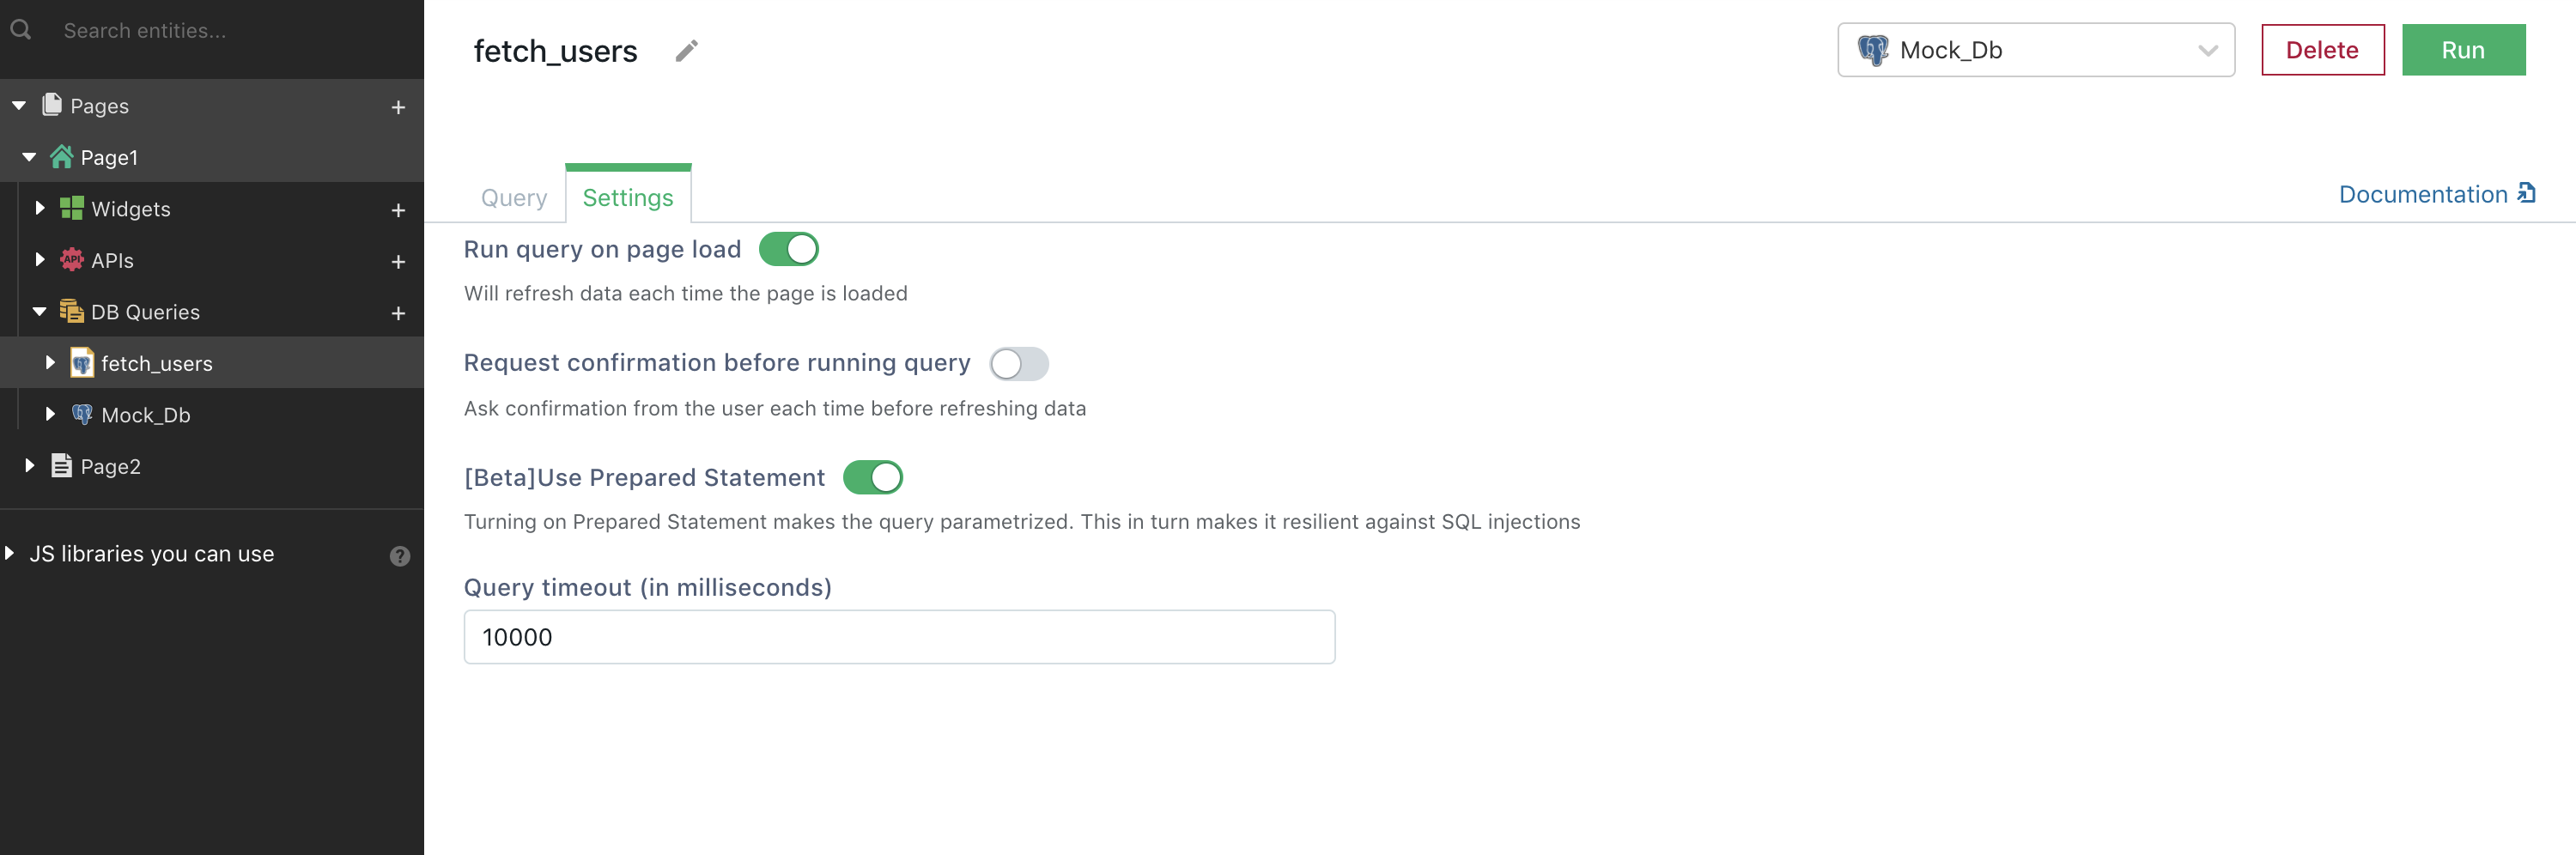 Search entities...
Pages
Page1
Widgets
API
APIs
DB Queries
fetch_users
Mock_Db
Page2
JS libraries you can use
?
fetch_users
Mock_Db
Delete
Run
Query
Settings
Documentation
Run query on page load
Will refresh data each time the page is loaded
Request confirmation before running query
Ask confirmation from the user each time before refreshing data
[Beta]Use Prepared Statement
Turning on Prepared Statement makes the query parametrized. This in turn makes it resilient against SQL injections
Query timeout (in milliseconds)
10000